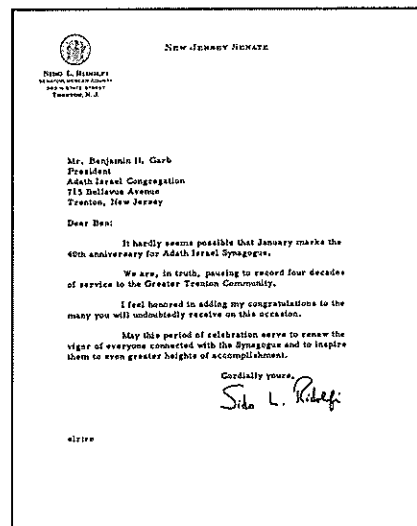 NEW JERSEY SENATE
SIDO L. RIDOLFI
SENATOR, MERCER COUNTY
STATE STREET
TRENTON, N. J.
Mr. Benjamin H. Garb
President
Adath Israel Congregation
715 Bellevue Avenue
Trenton, New Jersey
Dear Ben:
It hardly seems possible that January marks the
40th anniversary for Adath Israel Synagogue.
We are, in truth, pausing to record four decades
of service to the Greater Trenton Community.
I feel honored in adding my congratulations to the
many you will undoubtedly receive on this occasion.
May this period of celebration serve to renew the
vigor of everyone connected with the Synagogue and to inspire
them to even greater heights of accomplishment.
Cordially yours,
Sido L. Ridolfi